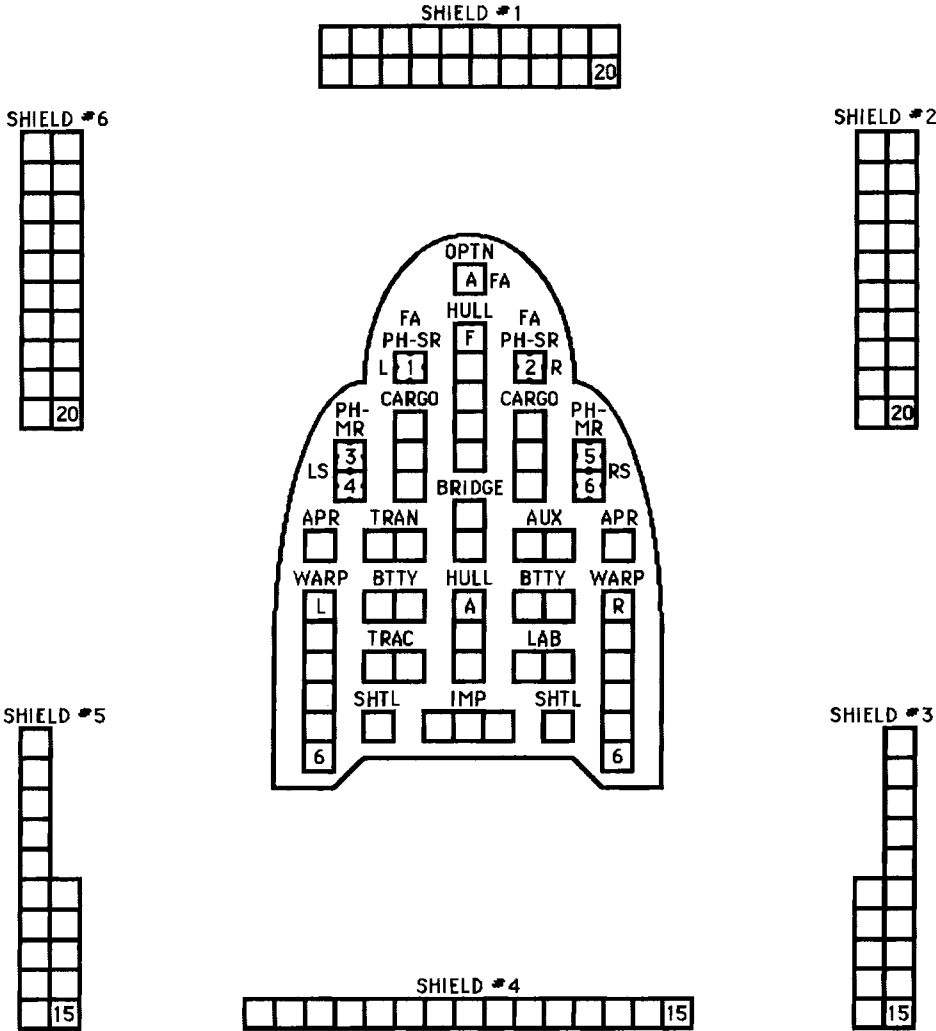 SHIELD #1
20
SHIELD #6
20
SHIELD #2
20
OPTN
A FA
HULL
F
FA
PH-SR
L 1
FA
PH-SR
2 R
CARGO
CARGO
PH-
MR
3
LS
4
PH-
MR
5
RS
6
BRIDGE
APR TRAN AUX APR
WARP BTTY HULL BTTY WARP
L A R
TRAC LAB
SHTL IMP SHTL
6 6
SHIELD #5
15
SHIELD #3
15
SHIELD #4
15